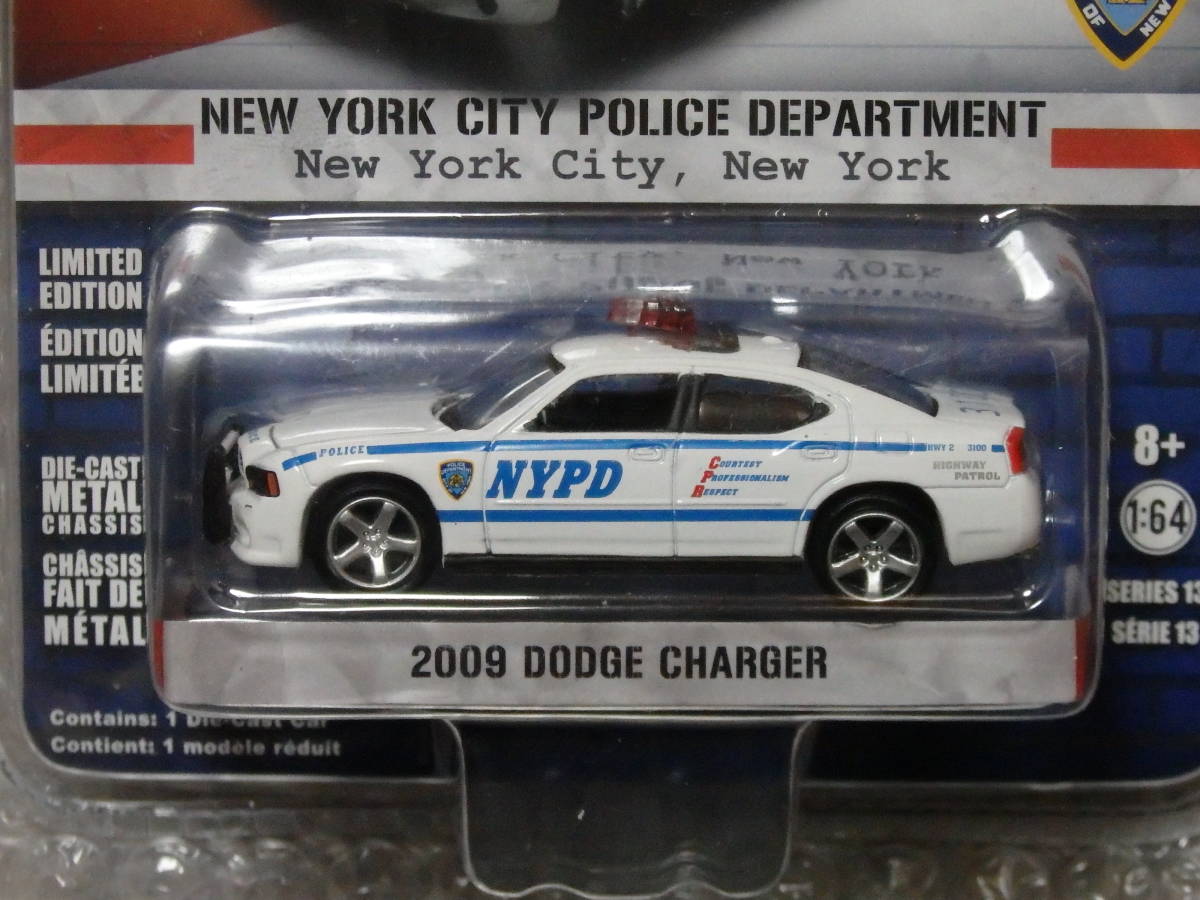 OF NEW
NEW YORK CITY POLICE DEPARTMENT
New York City, New York
LIMITED
EDITION
ÉDITION
LIMITÉE
DIE-CAST
METAL
CHASSIS
CHÂSSIS
FAIT DE
MÉTAL
POLICE
NYPD
COURTESY
PROFESSIONALISM
RESPECT
HWY 2 3100
HIGHWAY
PATROL
8+
1:64
SERIES 13
SÉRIE 13
2009 DODGE CHARGER
Contains: 1 Die-Cast Car
Contient: 1 modèle réduit